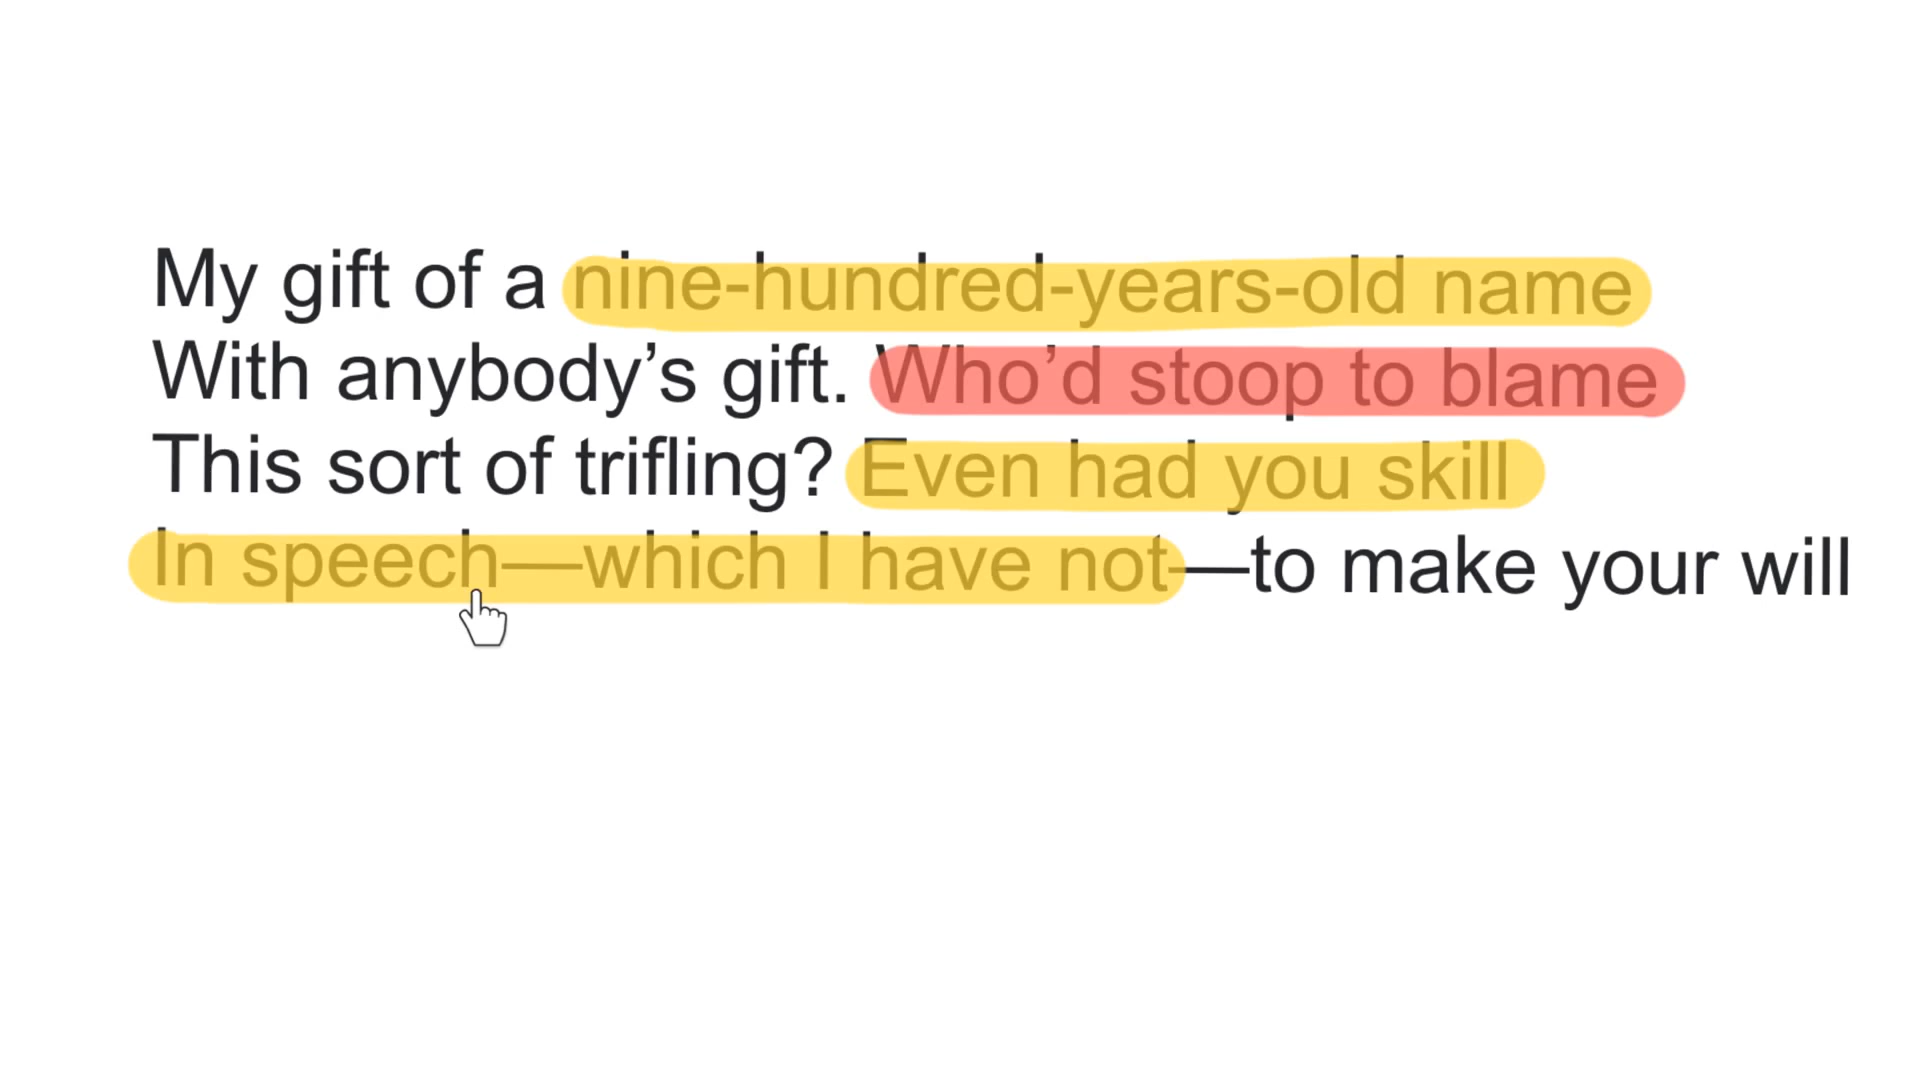 My gift of a nine-hundred-years-old name
With anybody’s gift. Who’d stoop to blame
This sort of trifling? Even had you skill
In speech—which I have not—to make your will